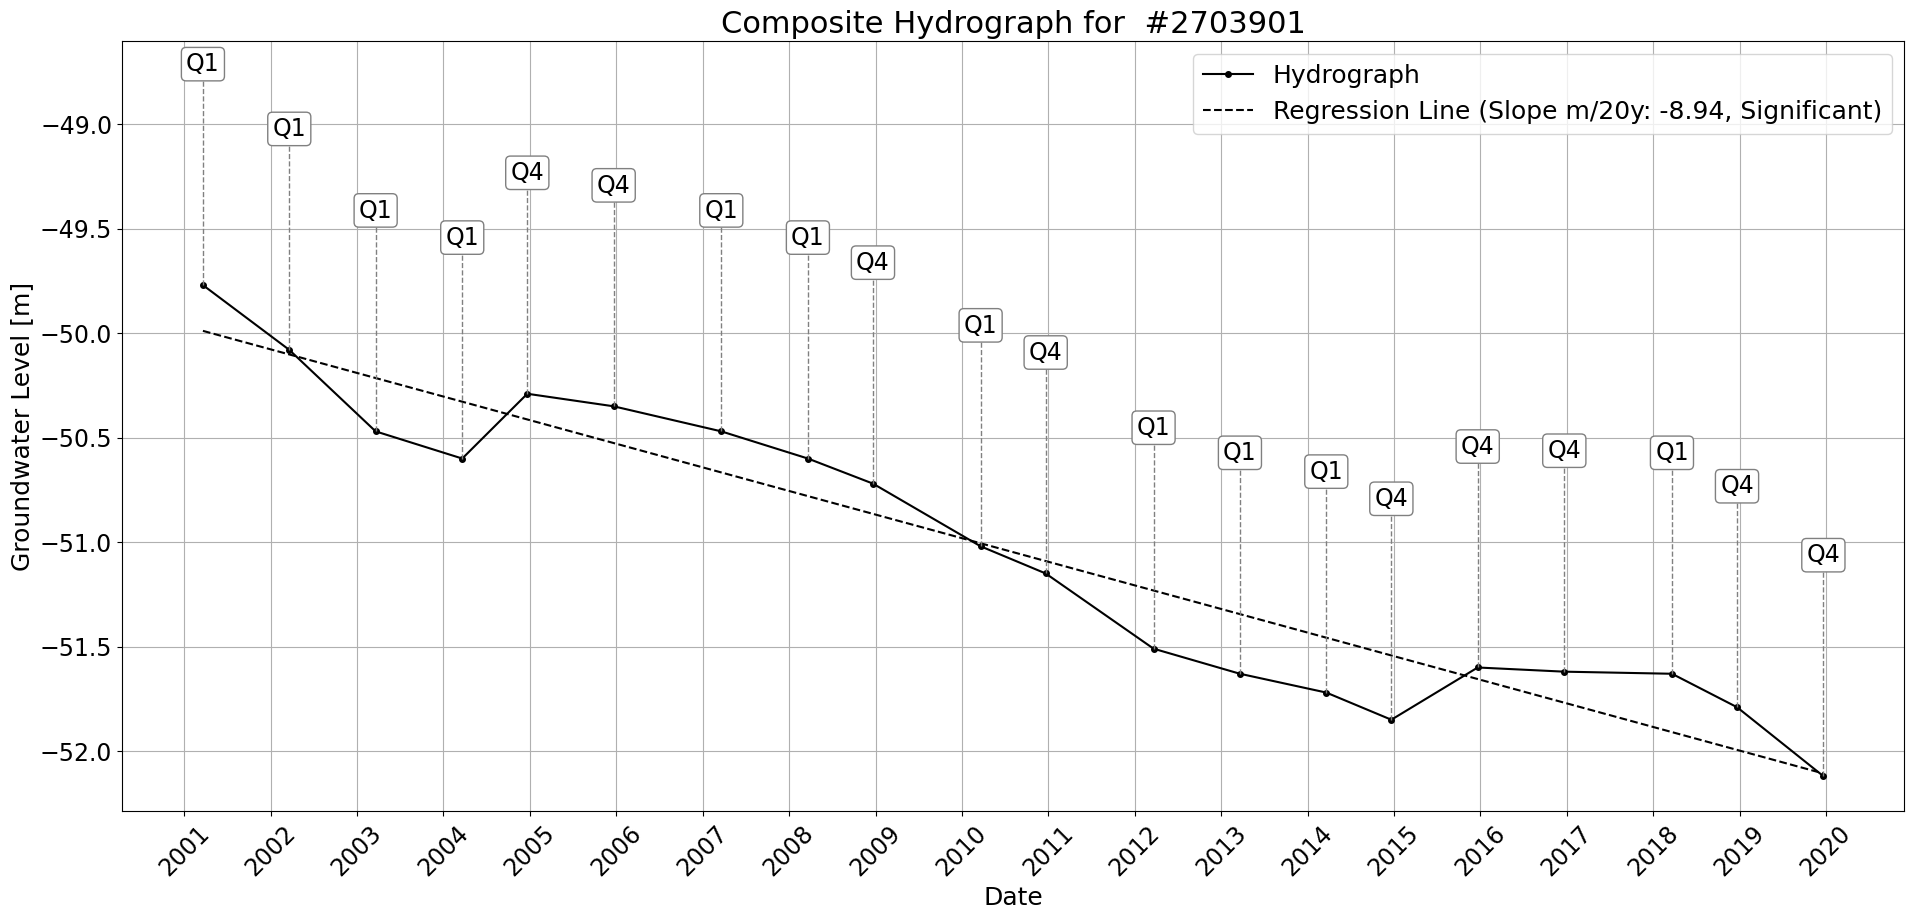 Composite Hydrograph for  #2703901
Hydrograph
Regression Line (Slope m/20y: -8.94, Significant)
Groundwater Level [m]
−49.0
−49.5
−50.0
−50.5
−51.0
−51.5
−52.0
Q1
Q1
Q1
Q1
Q4
Q4
Q1
Q1
Q4
Q1
Q4
Q1
Q1
Q1
Q4
Q4
Q4
Q1
Q4
Q4
2001
2002
2003
2004
2005
2006
2007
2008
2009
2010
2011
2012
2013
2014
2015
2016
2017
2018
2019
2020
Date